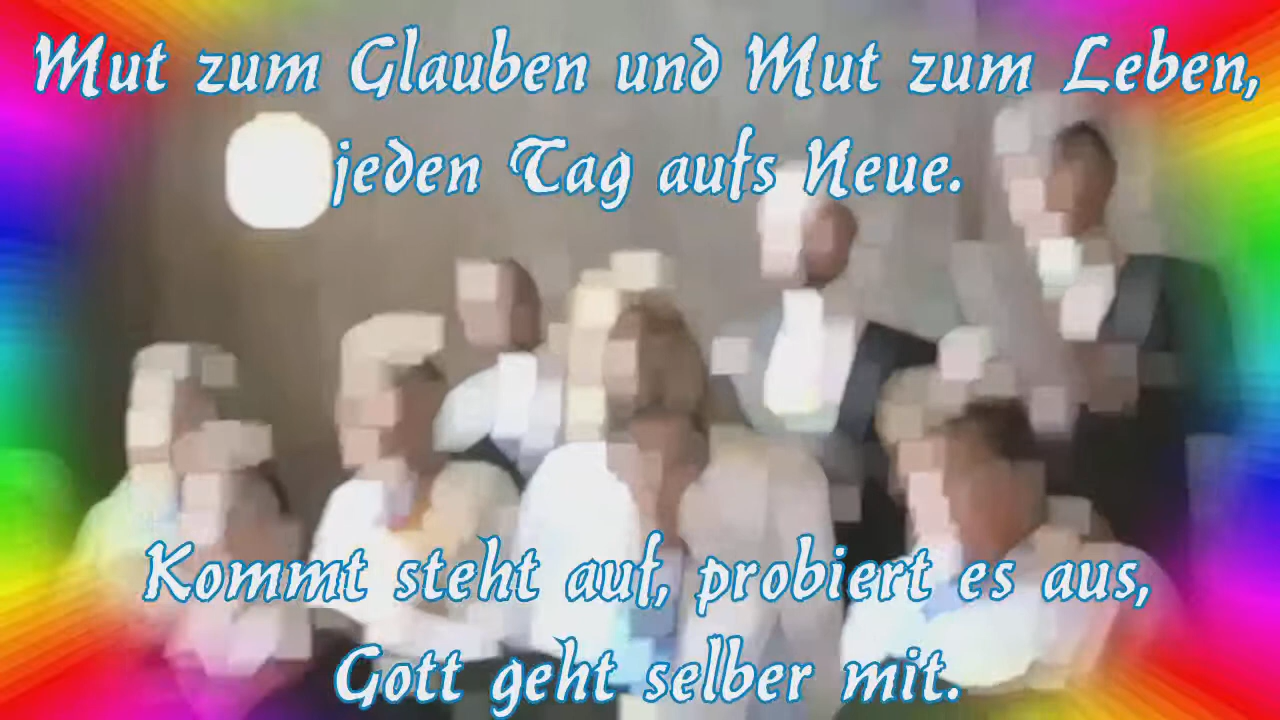 Mut zum Glauben und Mut zum Leben,
jeden Tag aufs Neue.
Kommt steht auf, probiert es aus,
Gott geht selber mit.